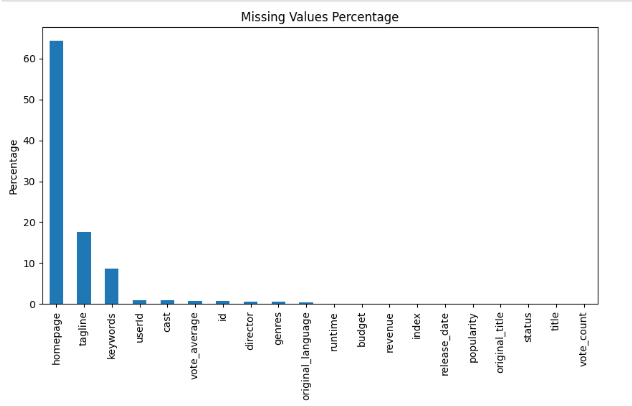 Missing Values Percentage
Percentage
60
50
40
30
20
10
0
homepage
tagline
keywords
userId
cast
vote_average
id
director
genres
original_language
runtime
budget
revenue
index
release_date
popularity
original_title
status
title
vote_count